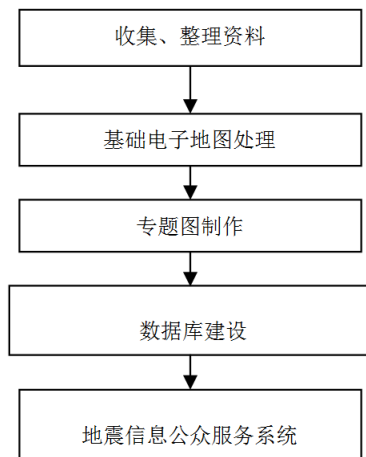 收集、整理资料
基础电子地图处理
专题图制作
数据库建设
地震信息公众服务系统